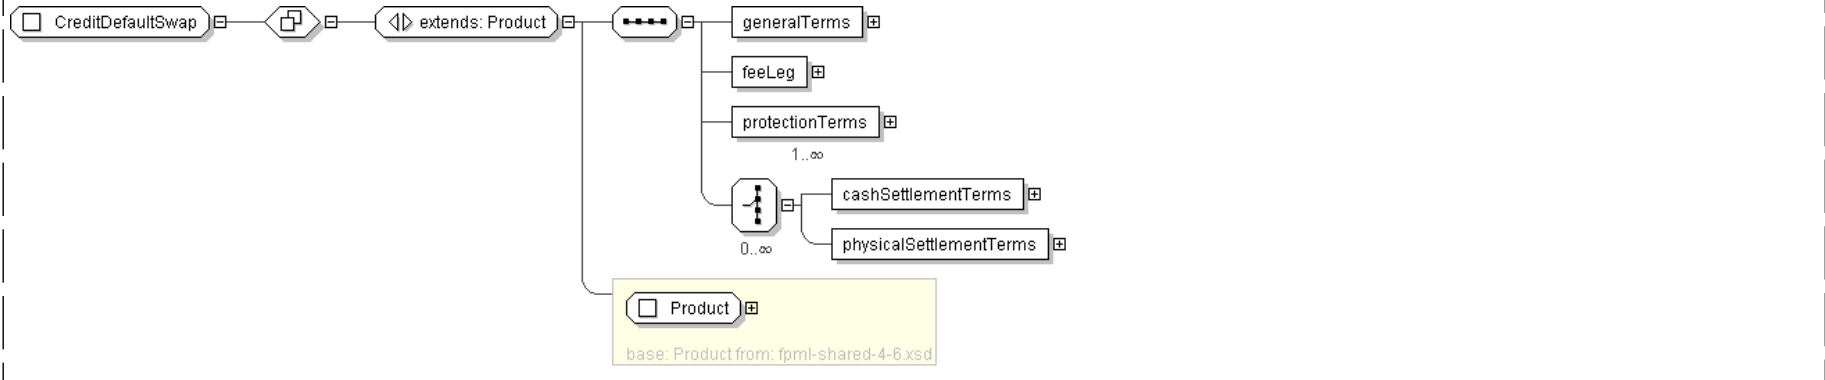 CreditDefaultSwap
extends: Product
generalTerms
feeLeg
protectionTerms
1..∞
cashSettlementTerms
physicalSettlementTerms
0..∞
Product
base: Product from: fpml-shared-4-6.xsd